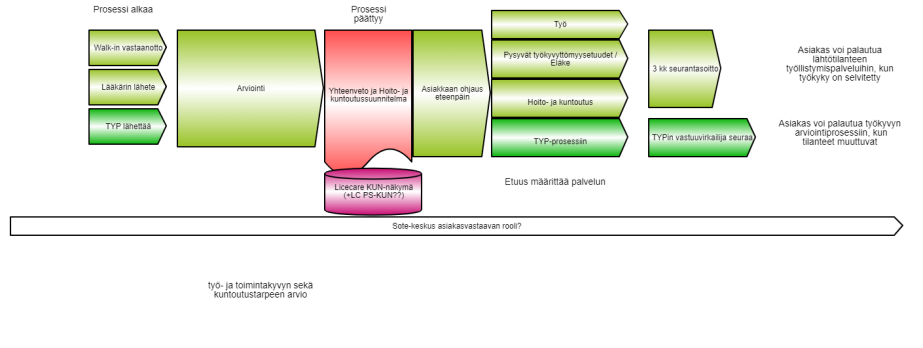 Prosessi alkaa
Walk-in vastaanotto
Lääkärin lähete
TYP lähettää
Arviointi
Prosessi
päättyy
Yhteenveto ja Hoito- ja
kuntoutussuunnitelma
Licecare KUN-näkymä
(+LC PS-KUN??)
Asiakkaan ohjaus
eteenpäin
Työ
Pysyvät työkyvyttömyysetuudet /
Eläke
Hoito- ja kuntoutus
TYP-prosessiin
Etuus määrittää palvelun
3 kk seurantasoitto
TYPin vastuuvirkailija seuraa
Asiakas voi palautua
lähtötilanteen
työllistymispalveluihin, kun
työkyky on selvitetty
Asiakas voi palautua työkyvyn
arviointiprosessiin, kun
tilanteet muuttuvat
Sote-keskus asiakasvastaavan rooli?
työ- ja toimintakyvyn sekä
kuntoutustarpeen arvio